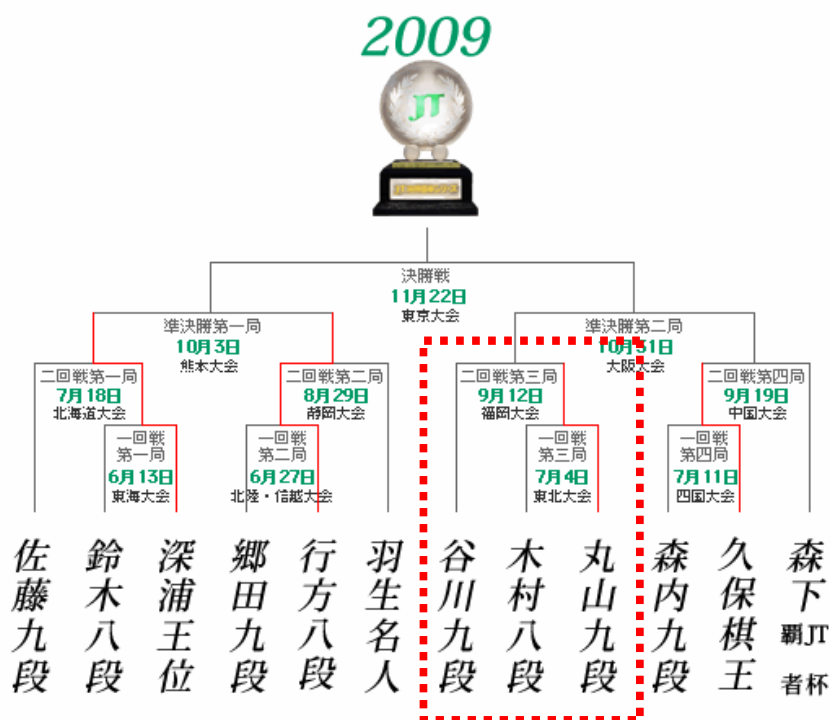 2009
JT
決勝戦
11月22日
東京大会
準決勝第一局
10月3日
熊本大会
準決勝第二局
10月31日
大阪大会
二回戦第一局
7月18日
北海道大会
二回戦第二局
8月29日
静岡大会
二回戦第三局
9月12日
福岡大会
二回戦第四局
9月19日
中国大会
一回戦
第一局
6月13日
東海大会
一回戦
第二局
6月27日
北陸・信越大会
一回戦
第三局
7月4日
東北大会
一回戦
第四局
7月11日
四国大会
佐藤九段
鈴木八段
深浦王位
郷田九段
行方八段
羽生名人
谷川九段
木村八段
丸山九段
森内九段
久保棋王
森下JT杯覇者